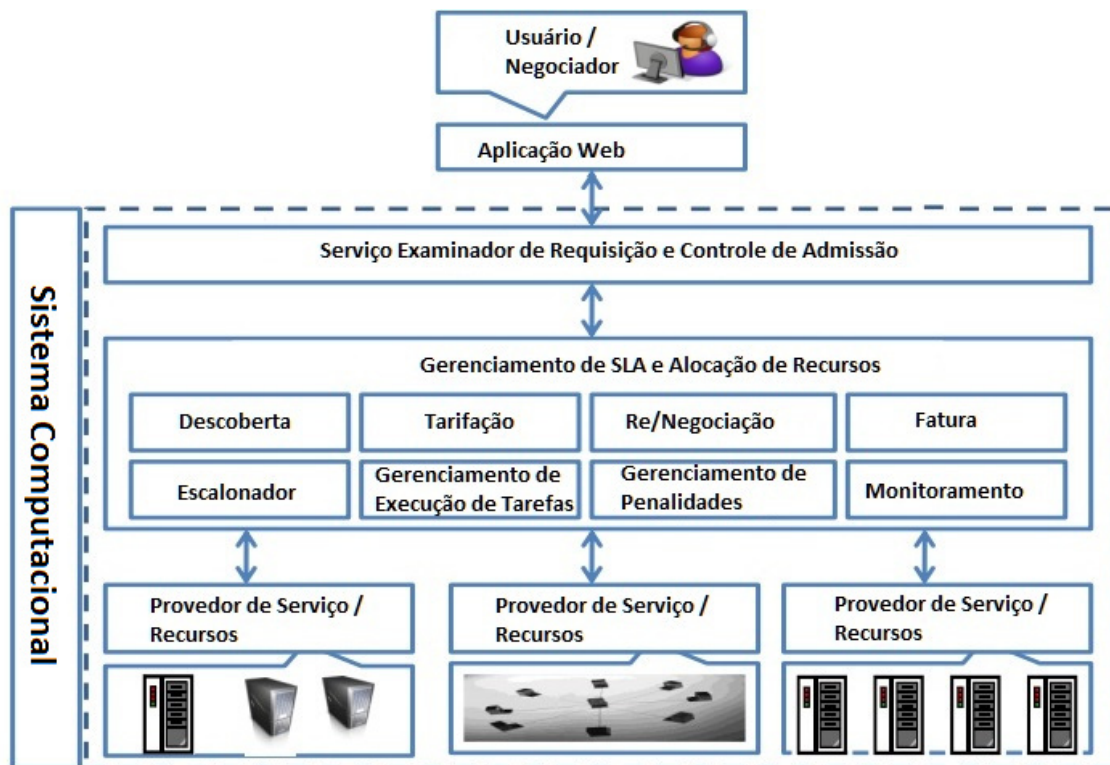 Usuário /
Negociador
Aplicação Web
Sistema Computacional
Serviço Examinador de Requisição e Controle de Admissão
Gerenciamento de SLA e Alocação de Recursos
Descoberta
Tarifação
Re/Negociação
Fatura
Escalonador
Gerenciamento de
Execução de Tarefas
Gerenciamento de
Penalidades
Monitoramento
Provedor de Serviço /
Recursos
Provedor de Serviço /
Recursos
Provedor de Serviço /
Recursos